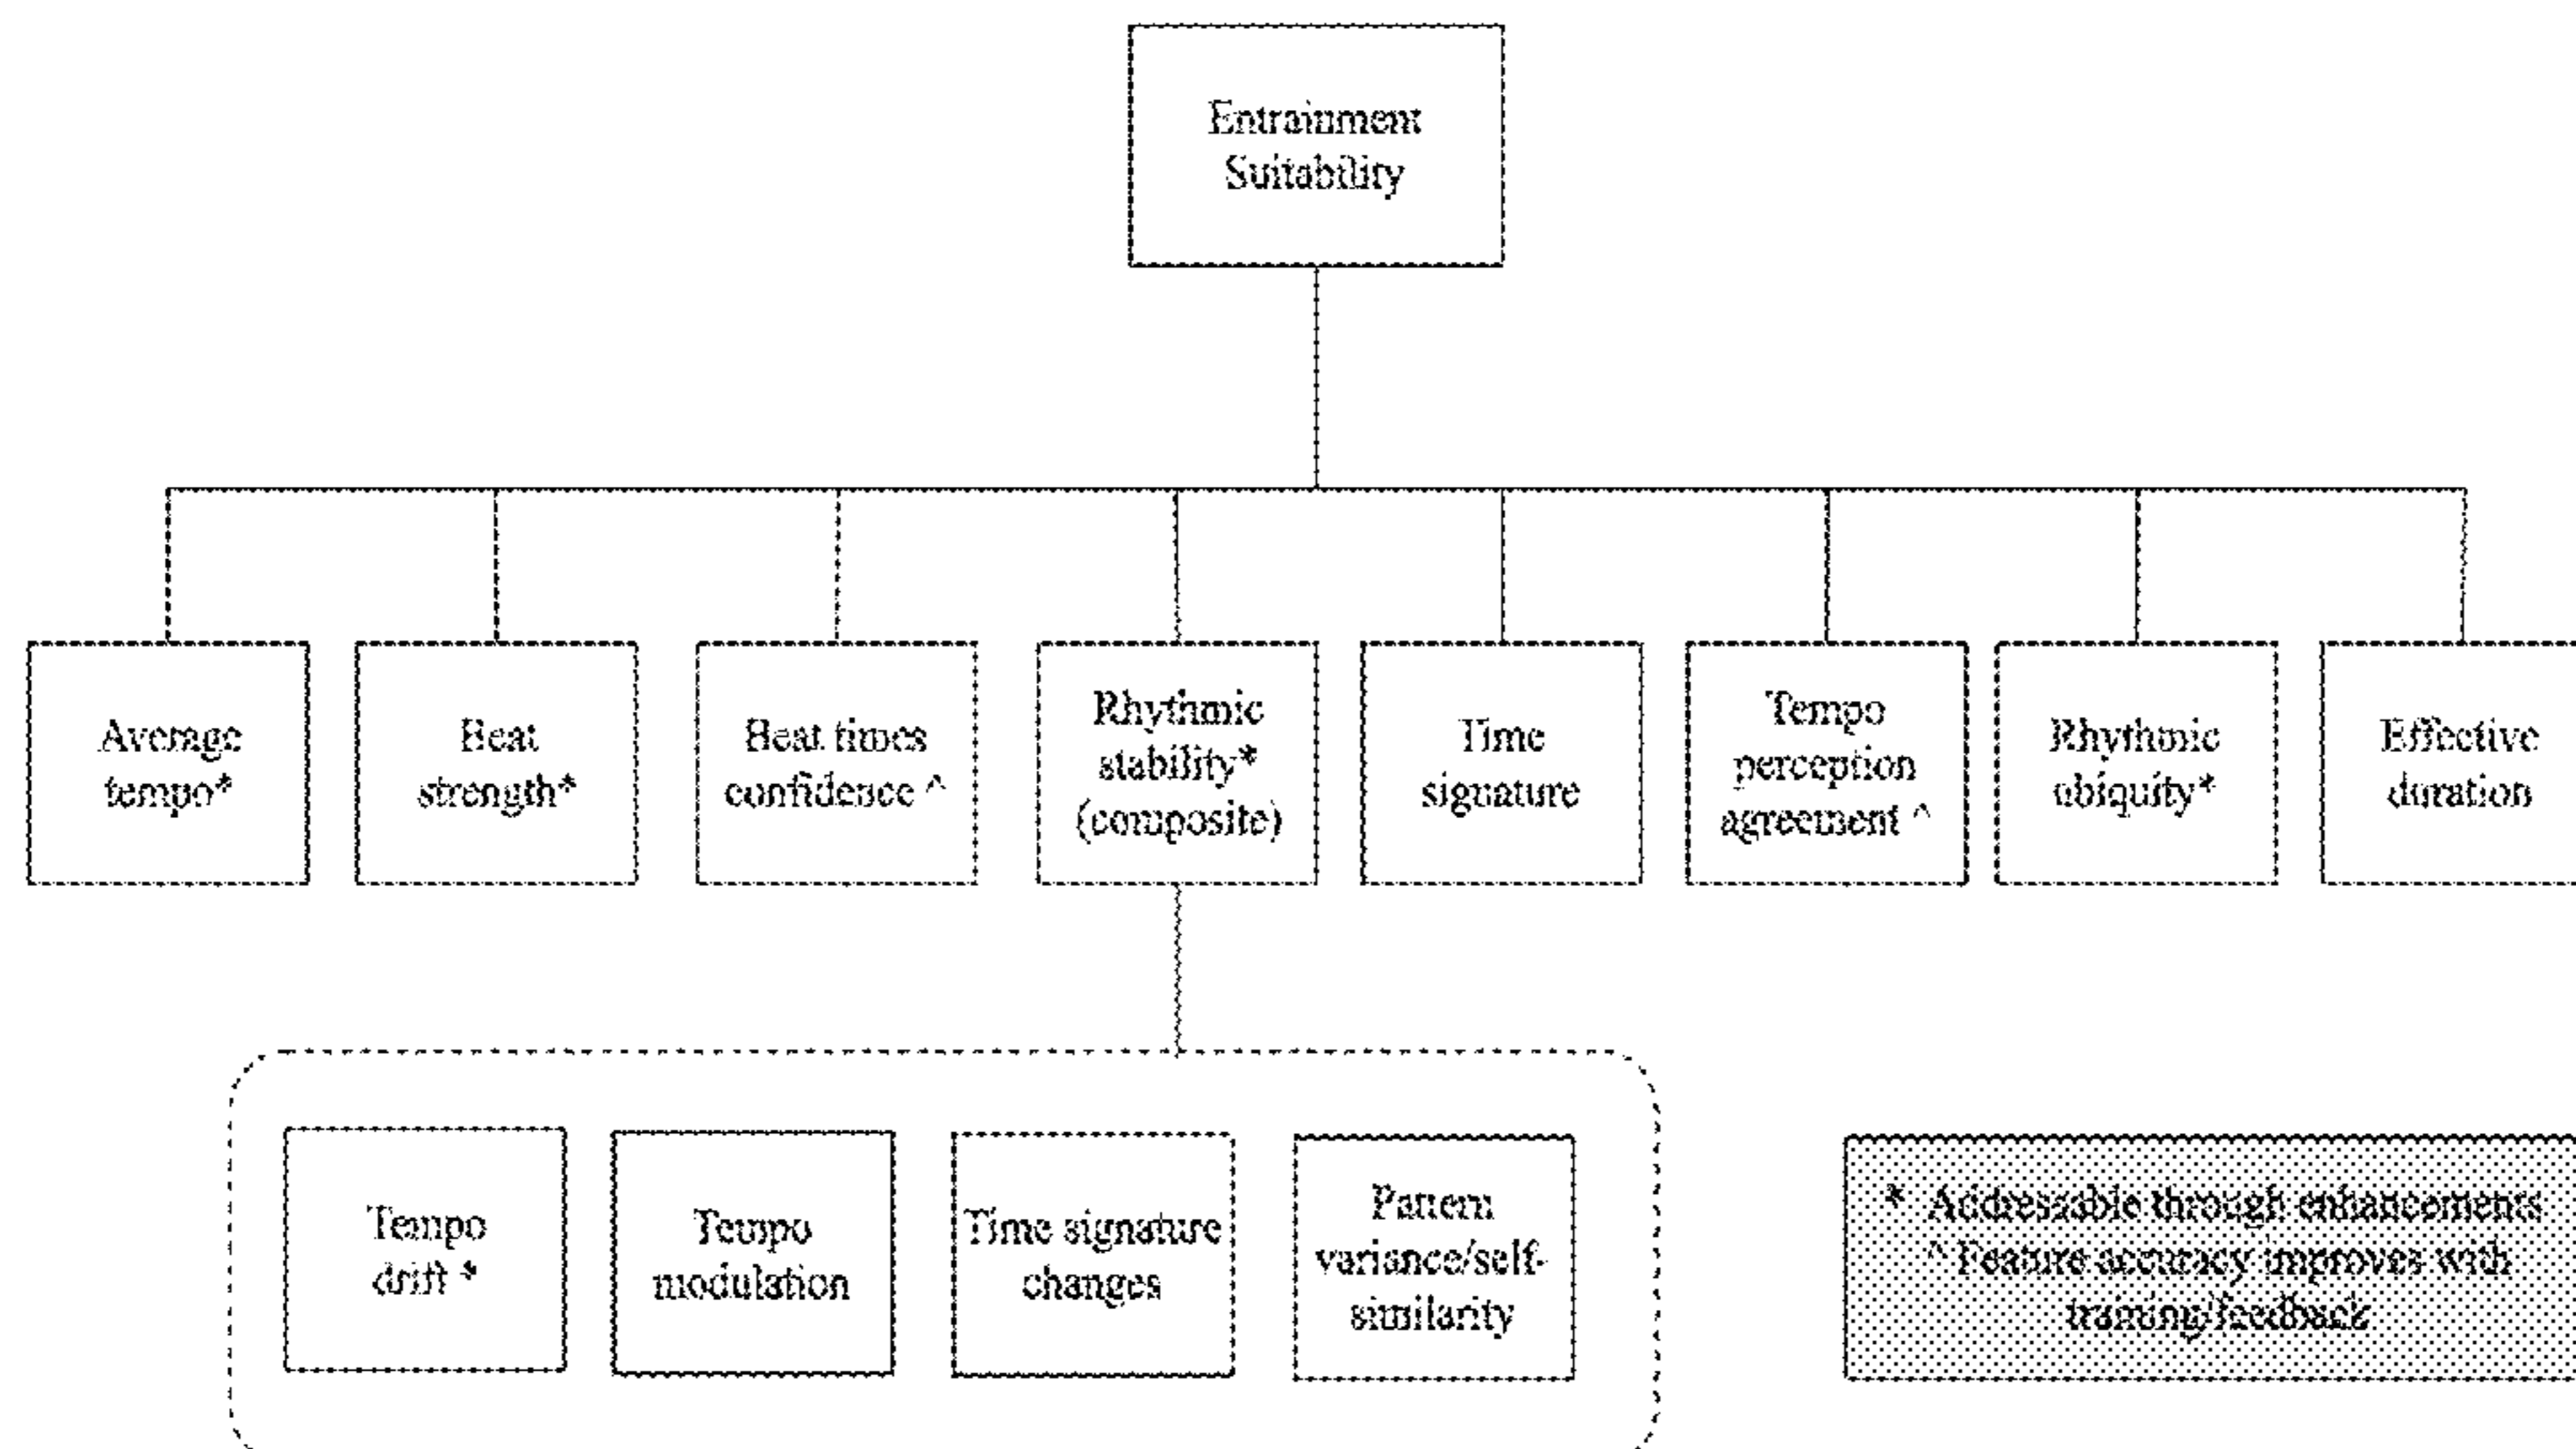 Entrainment
Suitability
Average
tempo*
Beat
strength*
Beat times
confidence ^
Rhythmic
stability*
(composite)
Time
signature
Tempo
perception
agreement ^
Rhythmic
ubiquity*
Effective
duration
Tempo
drift *
Tempo
modulation
Time signature
changes
Pattern
variance/self-
similarity
* Addressable through enhancements
^ Feature accuracy improves with
training/feedback